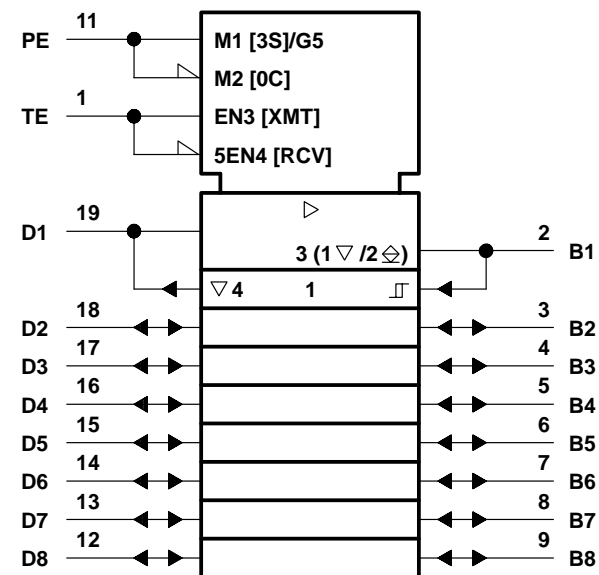 11
PE M1 [3S]/G5
M2 [0C]
1
TE EN3 [XMT]
5EN4 [RCV]
19
D1
3 (1 ▽ /2 ⎒) 2 B1
▽ 4 1
18 3
D2 B2
17 4
D3 B3
16 5
D4 B4
15 6
D5 B5
14 7
D6 B6
13 8
D7 B7
12 9
D8 B8